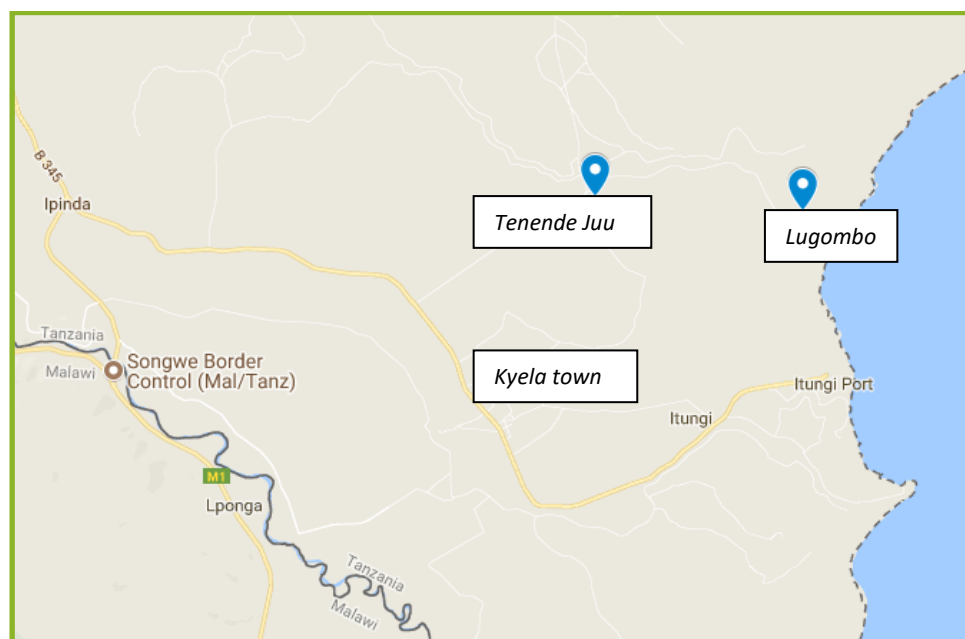 B 345
Ipinda
Tenende Juu
Lugombo
Tanzania
Malawi
Songwe Border
Control (Mal/Tanz)
Kyela town
Itungi Port
Itungi
M1
Lponga
Tanzania
Malawi